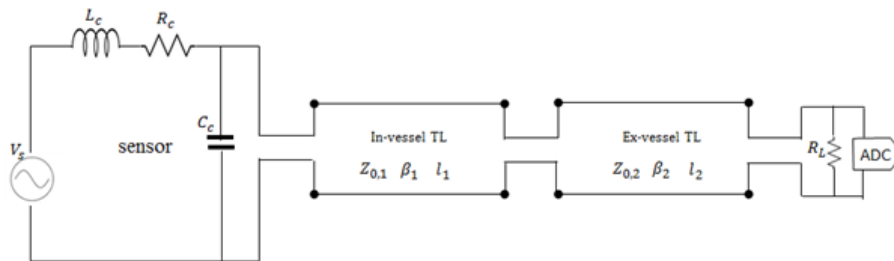 L_c
R_c
C_c
V_s
sensor
In-vessel TL
Z_{0,1} β_1 l_1
Ex-vessel TL
Z_{0,2} β_2 l_2
R_L
ADC